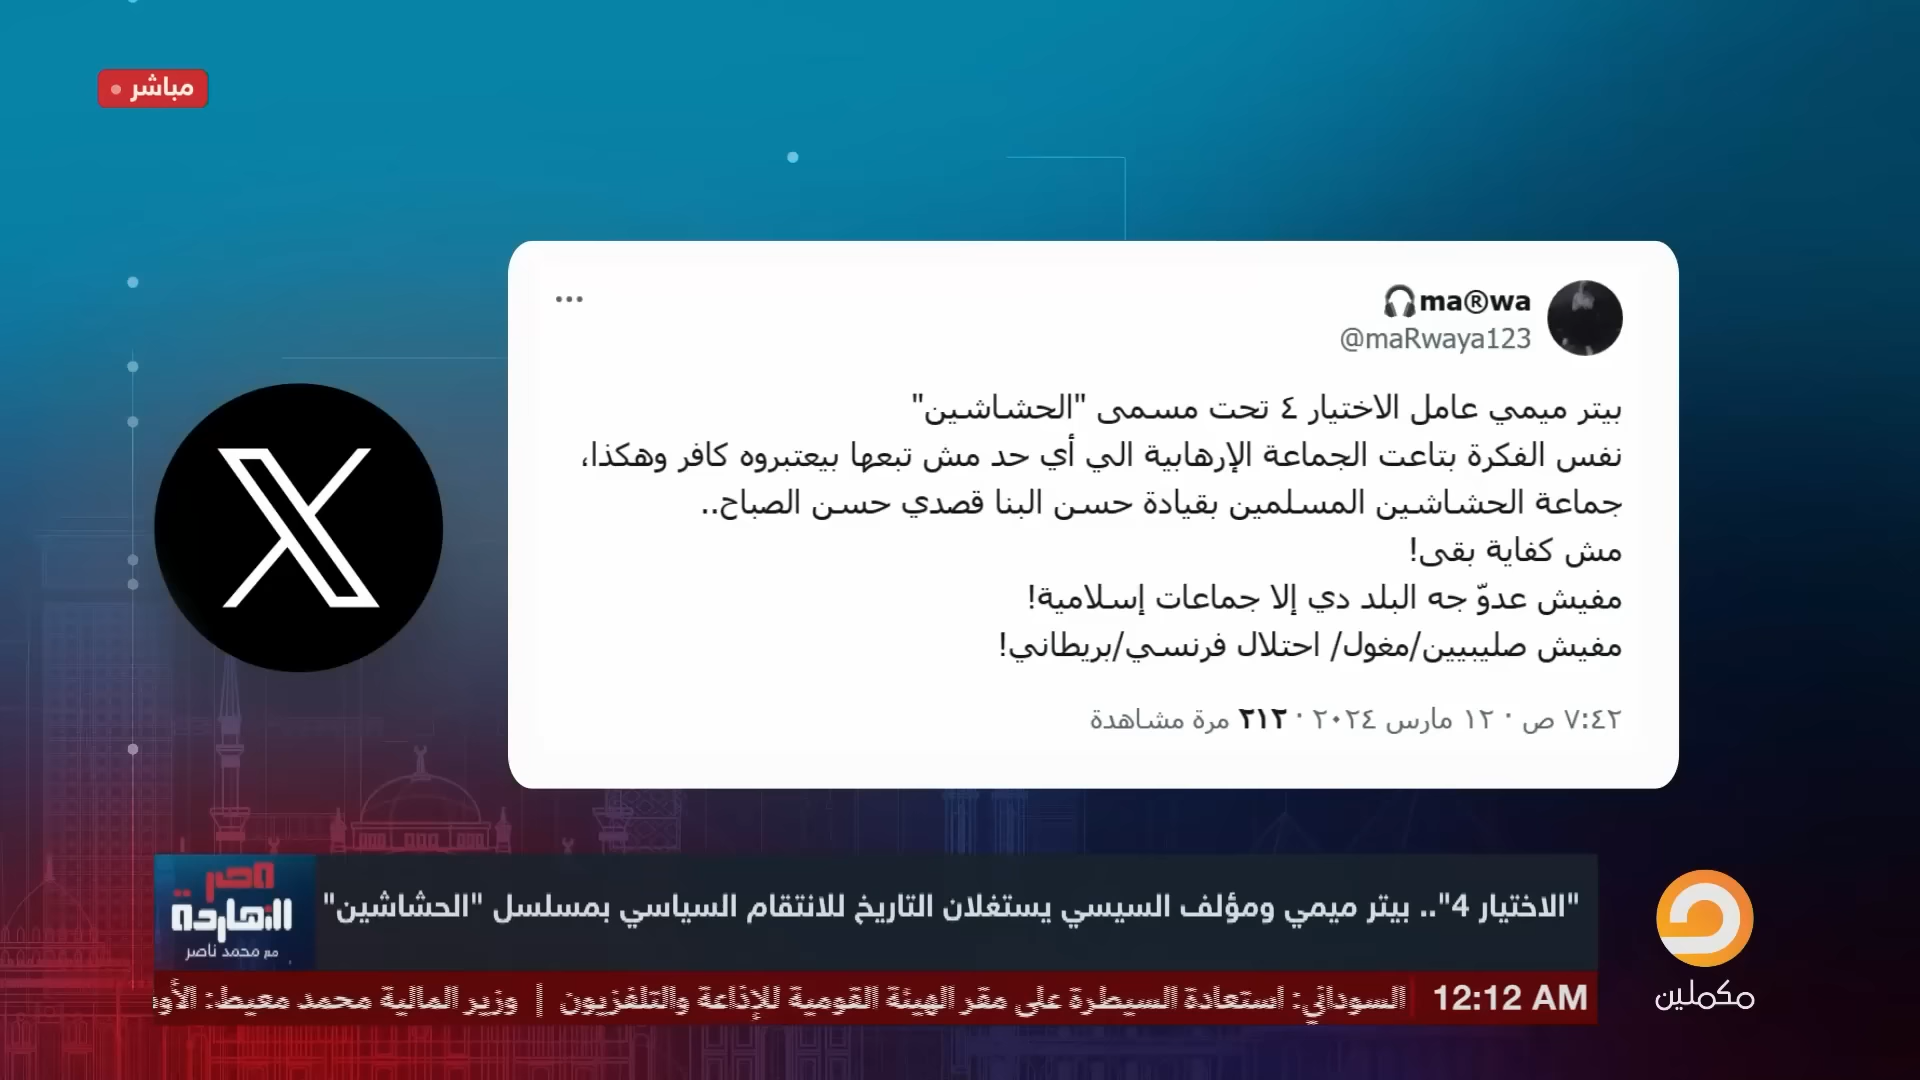 مباشر
ma®wa🎧
@maRwaya123
بيتر ميمي عامل الاختيار ٤ تحت مسمى "الحشاشين"
نفس الفكرة بتاعت الجماعة الإرهابية الي أي حد مش تبعها بيعتبروه كافر وهكذا،
جماعة الحشاشين المسلمين بقيادة حسن البنا قصدي حسن الصباح..
مش كفاية بقى!
مفيش عدوّ جه البلد دي إلا جماعات إسلامية!
مفيش صليبيين/مغول/ احتلال فرنسي/بريطاني!
٧:٤٢ ص · ١٢ مارس ٢٠٢٤ · ٢١٢ مرة مشاهدة
"الاختيار 4".. بيتر ميمي ومؤلف السيسي يستغلان التاريخ للانتقام السياسي بمسلسل "الحشاشين"
مصر
النهاردة
مع محمد ناصر
12:12 AM
السوداني: استعادة السيطرة على مقر الهيئة القومية للإذاعة والتلفزيون | وزير المالية محمد معيط:
مكملين